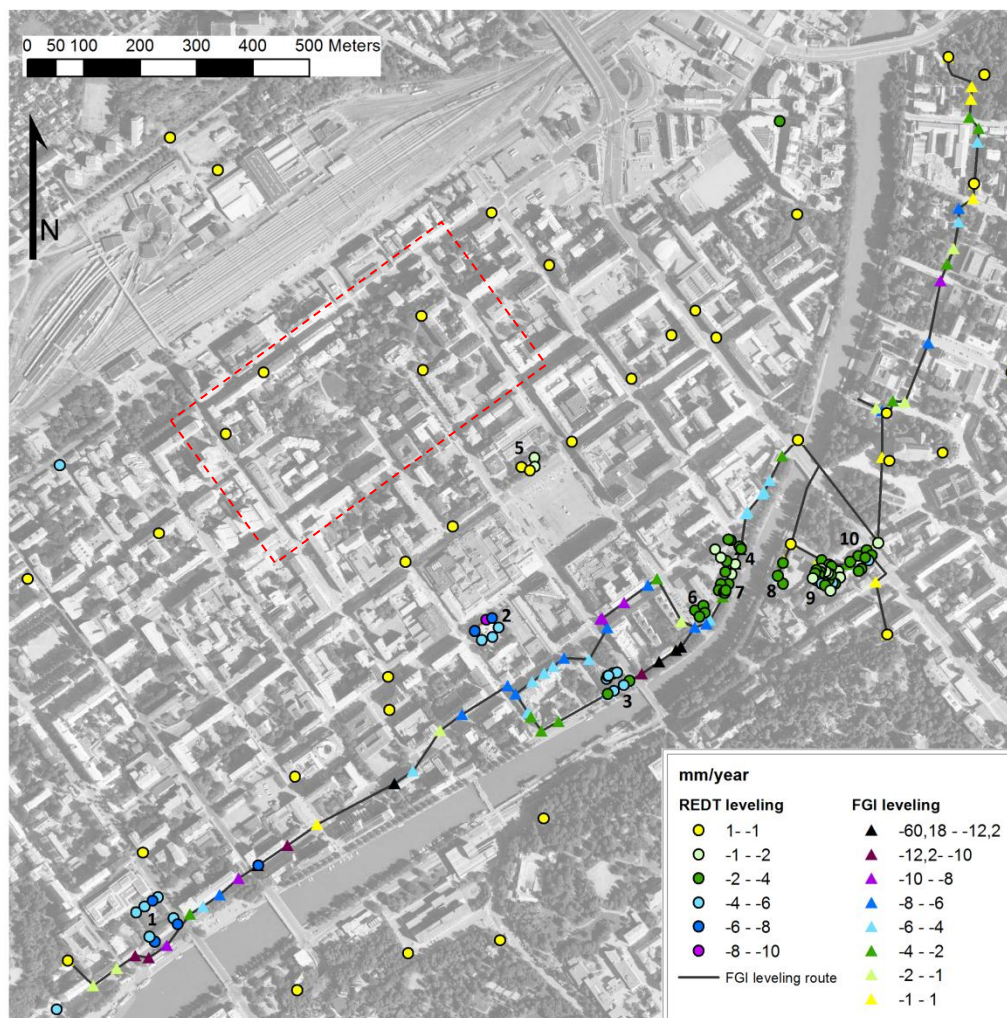 0 50 100 200 300 400 500 Meters
N
5
4
10
7
8
9
6
2
3
1
mm/year
REDT leveling FGI leveling
1- -1 -60,18 - -12,2
-1 - -2 -12,2- -10
-2 - -4 -10 - -8
-4 - -6 -8 - -6
-6 - -8 -6 - -4
-8 - -10 -4 - -2
FGI leveling route -2 - -1
-1 - 1